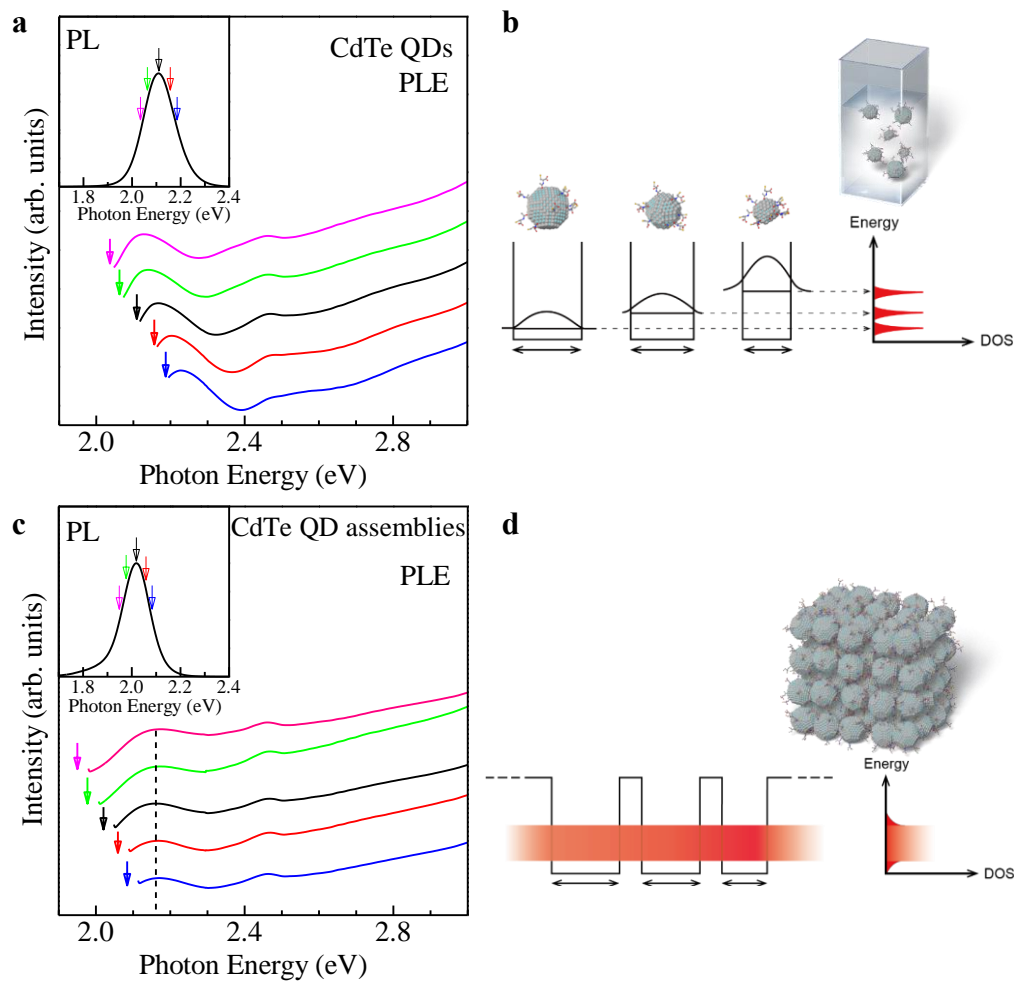 a
PL
1.8 2.0 2.2 2.4
Photon Energy (eV)
CdTe QDs
PLE
Intensity (arb. units)
2.0 2.4 2.8
Photon Energy (eV)
b
Energy
DOS
c
PL
1.8 2.0 2.2 2.4
Photon Energy (eV)
CdTe QD assemblies
PLE
Intensity (arb. units)
2.0 2.4 2.8
Photon Energy (eV)
d
Energy
DOS